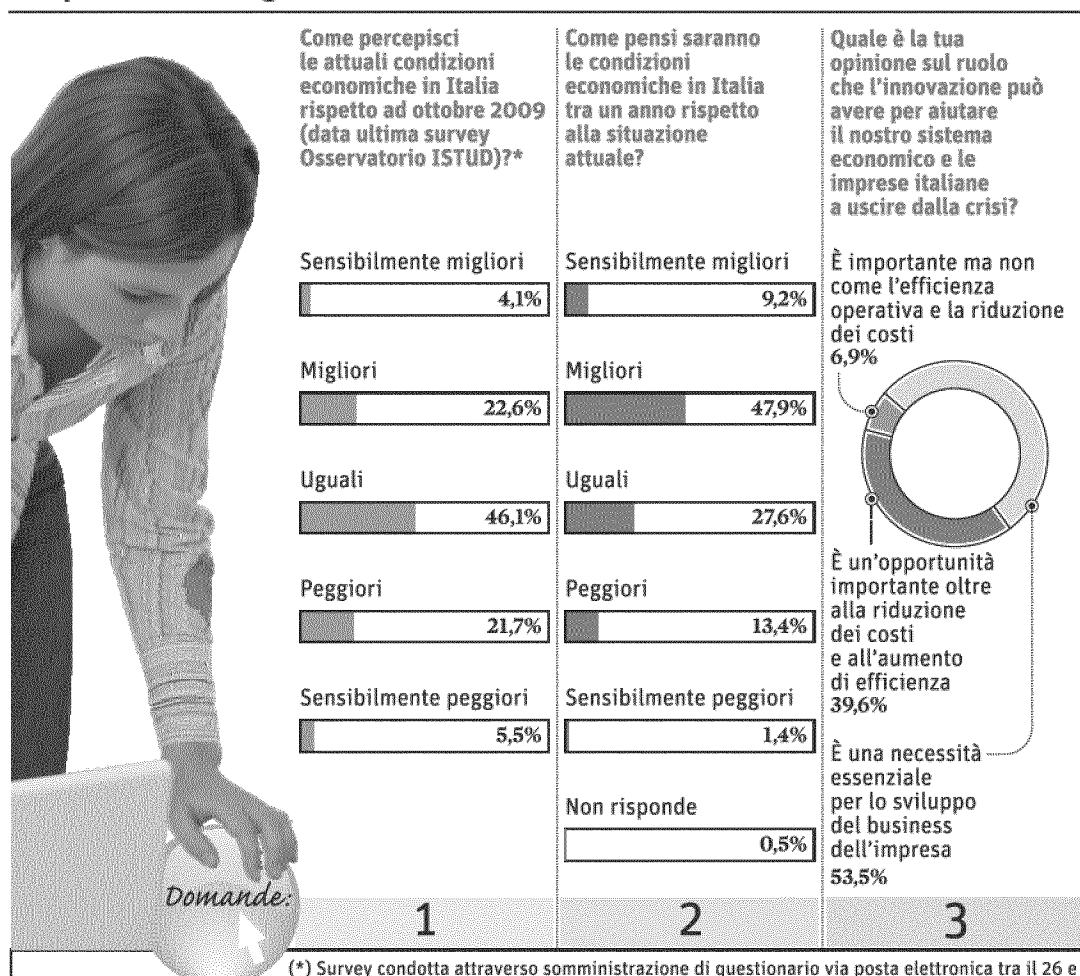 Come percepisci
le attuali condizioni
economiche in Italia
rispetto ad ottobre 2009
(data ultima survey
Osservatorio ISTUD)?*
Sensibilmente migliori
4,1%
Migliori
22,6%
Uguali
46,1%
Peggiori
21,7%
Sensibilmente peggiori
5,5%
Come pensi saranno
le condizioni
economiche in Italia
tra un anno rispetto
alla situazione
attuale?
Sensibilmente migliori
9,2%
Migliori
47,9%
Uguali
27,6%
Peggiori
13,4%
Sensibilmente peggiori
1,4%
Non risponde
0,5%
Quale è la tua
opinione sul ruolo
che l'innovazione può
avere per aiutare
il nostro sistema
economico e le
imprese italiane
a uscire dalla crisi?
È importante ma non
come l'efficienza
operativa e la riduzione
dei costi
6,9%
È un'opportunità
importante oltre
alla riduzione
dei costi
e all'aumento
di efficienza
39,6%
È una necessità
essenziale
per lo sviluppo
del business
dell'impresa
53,5%
Domande:
1
2
3
(*) Survey condotta attraverso somministrazione di questionario via posta elettronica tra il 26 e